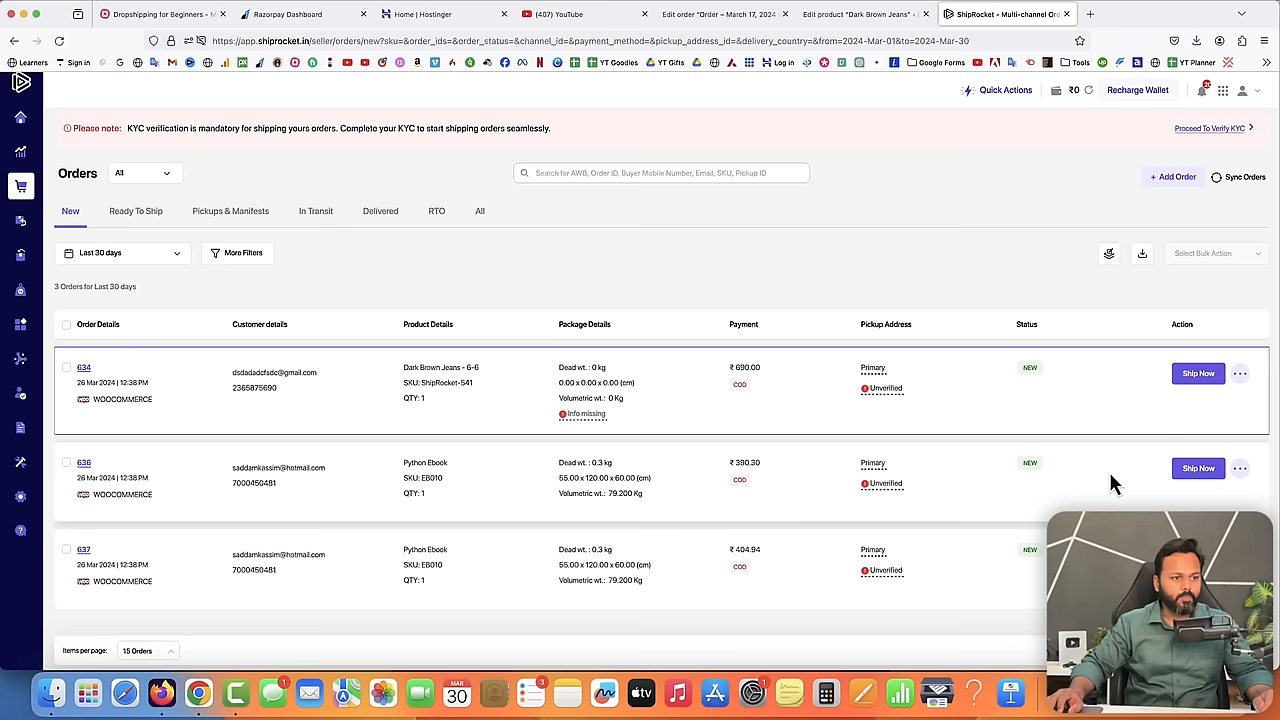 Dropshipping for Beginners - M
Razorpay Dashboard
Home | Hostinger
(407) YouTube
Edit order "Order – March 17, 2024
Edit product "Dark Brown Jeans" ‹ D
ShipRocket - Multi-channel Ord
https://app.shiprocket.in/seller/orders/new?sku=&order_ids=&order_status=&channel_id=&payment_method=&pickup_address_id=&delivery_country=&from=2024-Mar-01&to=2024-Mar-30
Learners
Sign in
YT Goodies
YT Gifts
Log in
Google Forms
Tools
YT Planner
Quick Actions
₹0
Recharge Wallet
Please note: KYC verification is mandatory for shipping yours orders. Complete your KYC to start shipping orders seamlessly.
Proceed To Verify KYC
Orders
All
Search for AWB, Order ID, Buyer Mobile Number, Email, SKU, Pickup ID
+ Add Order
Sync Orders
New
Ready To Ship
Pickups & Manifests
In Transit
Delivered
RTO
All
Last 30 days
More Filters
Select Bulk Action
3 Orders for Last 30 days
Order Details
Customer details
Product Details
Package Details
Payment
Pickup Address
Status
Action
634
26 Mar 2024 | 12:38 PM
WOOCOMMERCE
dsdadadcfsdc@gmail.com
2365875690
Dark Brown Jeans - 6-6
SKU: ShipRocket-541
QTY: 1
Dead wt. : 0 kg
0.00 x 0.00 x 0.00 (cm)
Volumetric wt.: 0 Kg
Info missing
₹ 690.00
COD
Primary
Unverified
NEW
Ship Now
636
26 Mar 2024 | 12:38 PM
WOOCOMMERCE
saddamkassim@hotmail.com
7000450481
Python Ebook
SKU: EB010
QTY: 1
Dead wt. : 0.3 kg
55.00 x 120.00 x 60.00 (cm)
Volumetric wt.: 79.200 Kg
₹ 390.30
COD
Primary
Unverified
NEW
Ship Now
637
26 Mar 2024 | 12:38 PM
WOOCOMMERCE
saddamkassim@hotmail.com
7000450481
Python Ebook
SKU: EB010
QTY: 1
Dead wt. : 0.3 kg
55.00 x 120.00 x 60.00 (cm)
Volumetric wt.: 79.200 Kg
₹ 404.94
COD
Primary
Unverified
NEW
Items per page:
15 Orders
MAR
30
1
3
tv
1